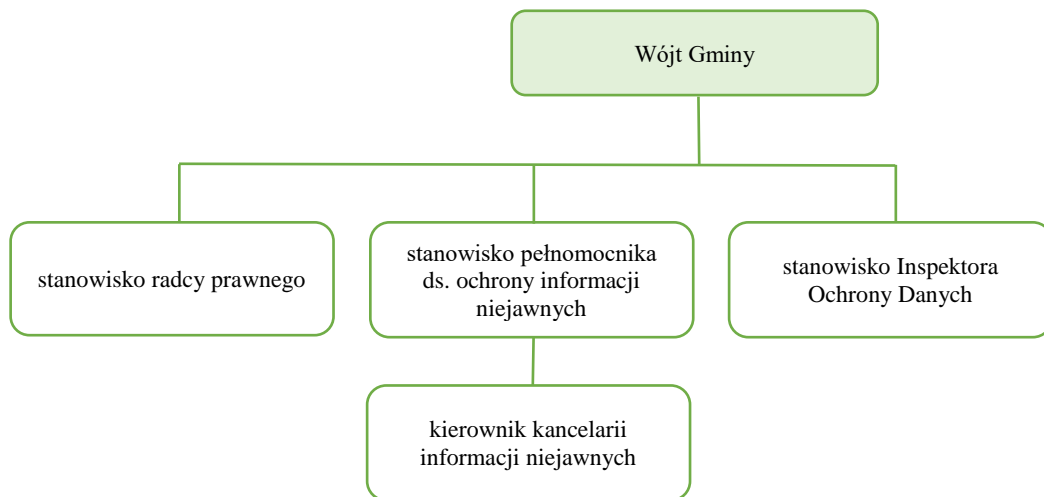 Wójt Gminy
stanowisko radcy prawnego
stanowisko pełnomocnika
ds. ochrony informacji
niejawnych
stanowisko Inspektora
Ochrony Danych
kierownik kancelarii
informacji niejawnych